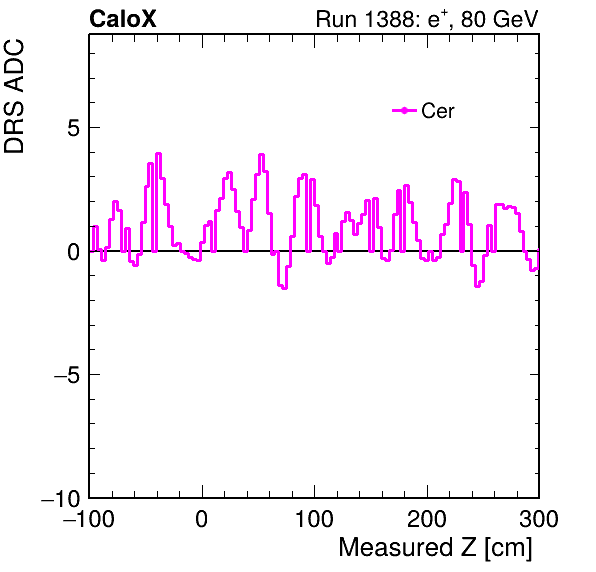 CaloX
Run 1388: e+, 80 GeV
DRS ADC
Cer
5
0
−5
−10
−100 0 100 200 300
Measured Z [cm]